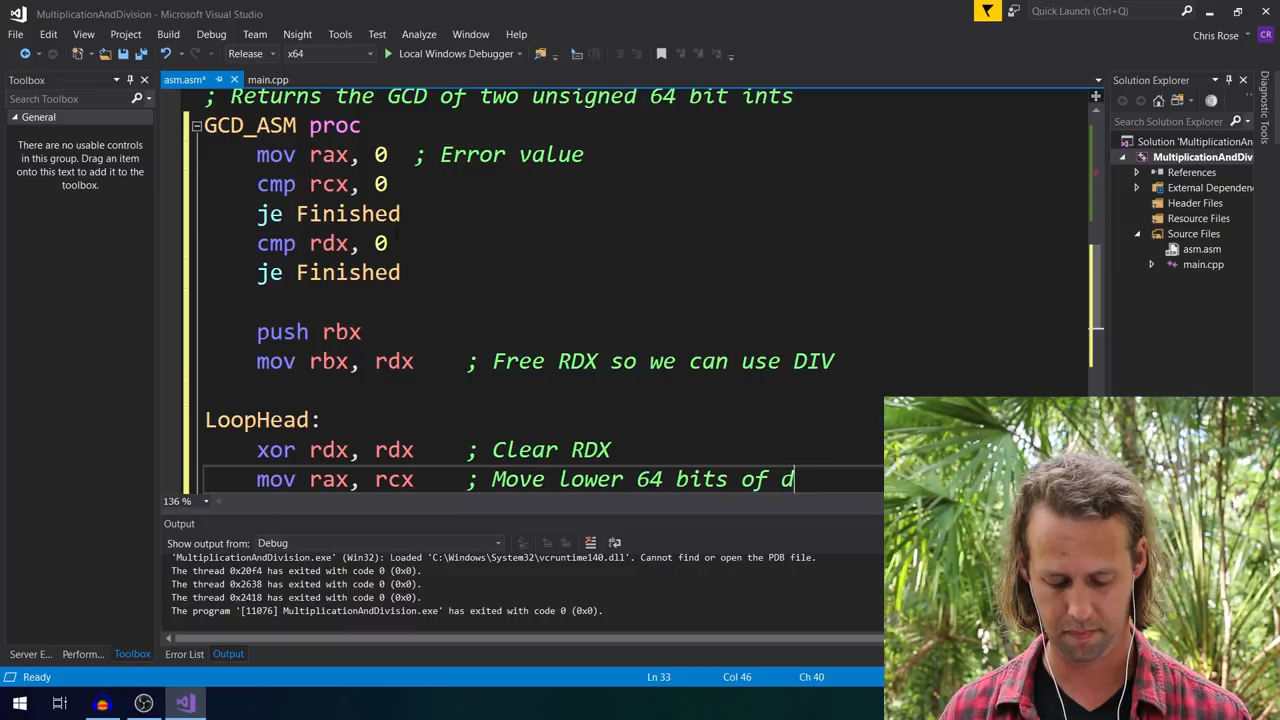 MultiplicationAndDivision - Microsoft Visual Studio
Quick Launch (Ctrl+Q)
File Edit View Project Build Debug Team Nsight Tools Test Analyze Window Help
Chris Rose
CR
Release x64 Local Windows Debugger
Toolbox
Search Toolbox
General
There are no usable controls
in this group. Drag an item
onto this text to add it to the
toolbox.
asm.asm* main.cpp
; Returns the GCD of two unsigned 64 bit ints
GCD_ASM proc
mov rax, 0 ; Error value
cmp rcx, 0
je Finished
cmp rdx, 0
je Finished
push rbx
mov rbx, rdx ; Free RDX so we can use DIV
LoopHead:
xor rdx, rdx ; Clear RDX
mov rax, rcx ; Move lower 64 bits of d
136 %
Output
Show output from: Debug
'MultiplicationAndDivision.exe' (Win32): Loaded 'C:\Windows\System32\vcruntime140.dll'. Cannot find or open the PDB file.
The thread 0x20f4 has exited with code 0 (0x0).
The thread 0x2638 has exited with code 0 (0x0).
The thread 0x2418 has exited with code 0 (0x0).
The program '[11076] MultiplicationAndDivision.exe' has exited with code 0 (0x0).
Solution Explorer
Search Solution Explorer
Solution 'Multiplication
MultiplicationAndDiv
References
External Dependen
Header Files
Resource Files
Source Files
asm.asm
main.cpp
Diagnostic Tools
Server E... Perform... Toolbox
Error List Output
Ready
Ln 33 Col 46 Ch 40